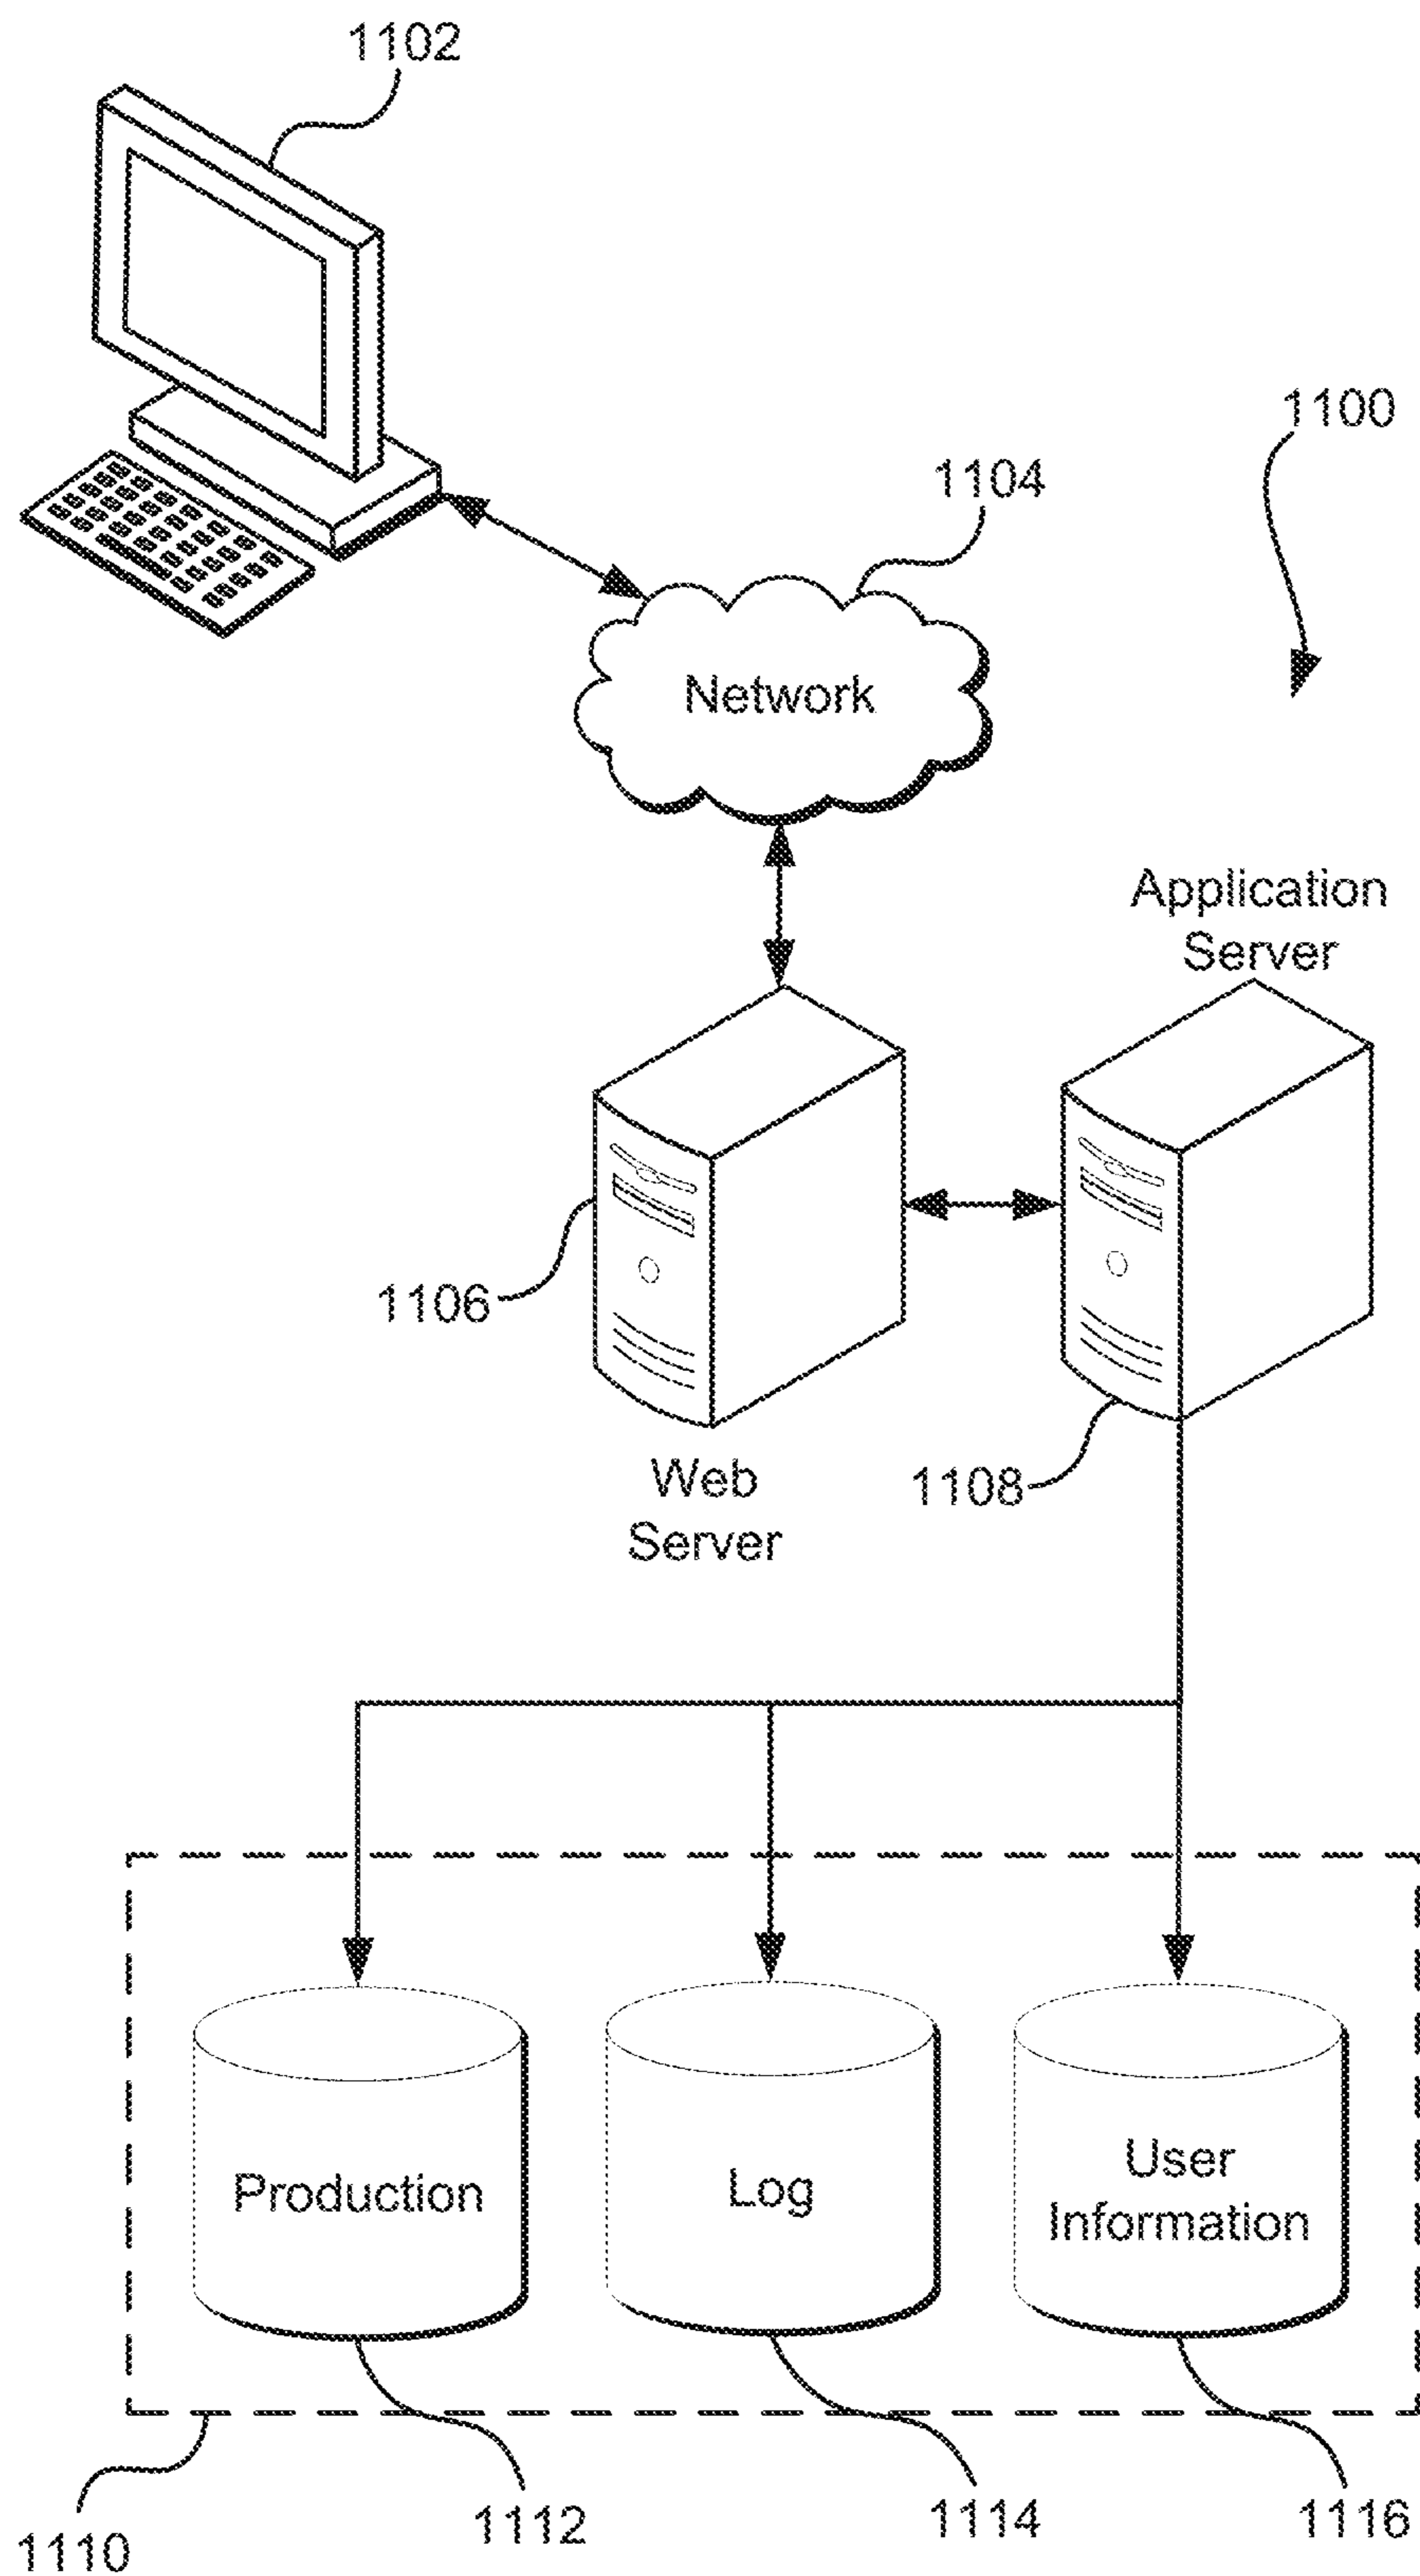 1102
1100
1104
Network
Application
Server
1106
Web
Server
1108
Production
Log
User
Information
1110
1112
1114
1116